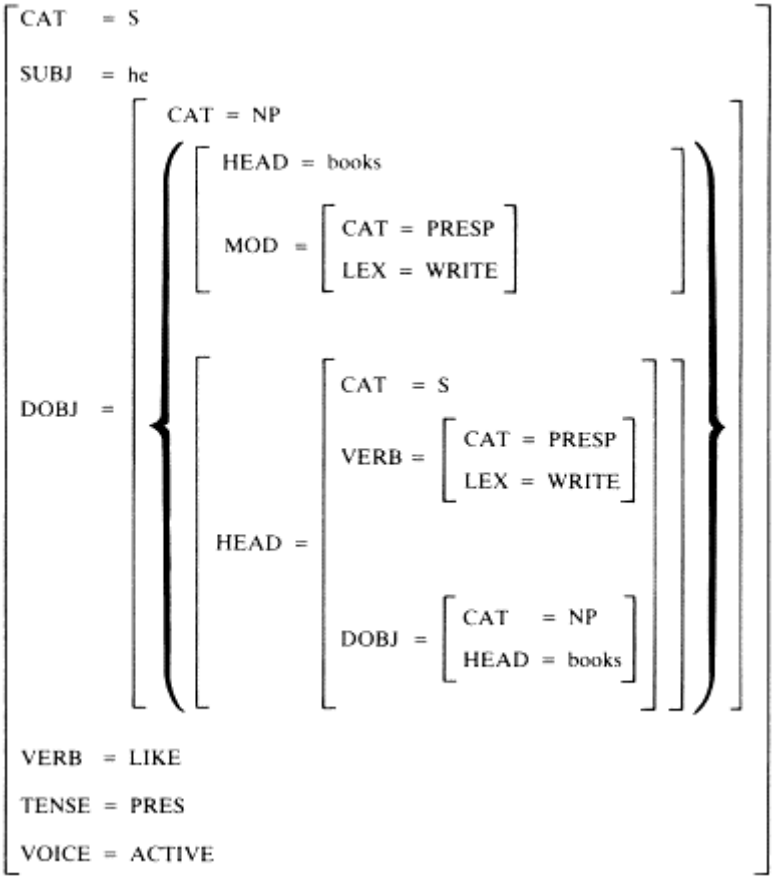 CAT = S
SUBJ = he
CAT = NP
HEAD = books
MOD = CAT = PRESP
LEX = WRITE
DOBJ =
CAT = S
VERB = CAT = PRESP
LEX = WRITE
HEAD =
DOBJ = CAT = NP
HEAD = books
VERB = LIKE
TENSE = PRES
VOICE = ACTIVE